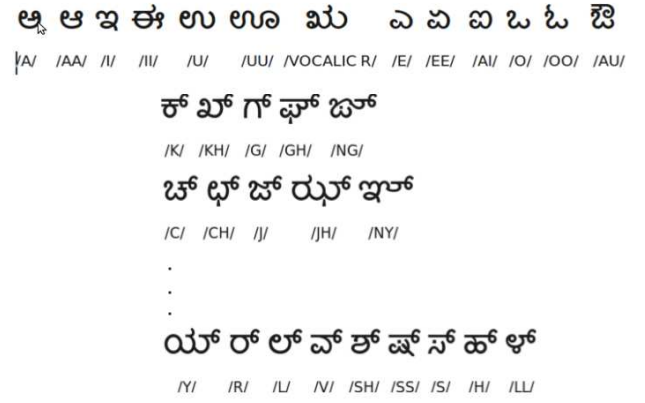 ಅ ಆ ಇ ಈ ಉ ಊ ಋ ಎ ಏ ಐ ಒ ಓ ಔ
/A/ /AA/ /I/ /II/ /U/ /UU/ /VOCALIC R/ /E/ /EE/ /AI/ /O/ /OO/ /AU/
ಕ್ ಖ್ ಗ್ ಘ್ ಙ್
/K/ /KH/ /G/ /GH/ /NG/
ಚ್ ಛ್ ಜ್ ಝ್ ಞ್
/C/ /CH/ /J/ /JH/ /NY/
.
.
.
ಯ್ ರ್ ಲ್ ವ್ ಶ್ ಷ್ ಸ್ ಹ್ ಳ್
/Y/ /R/ /L/ /V/ /SH/ /SS/ /S/ /H/ /LL/